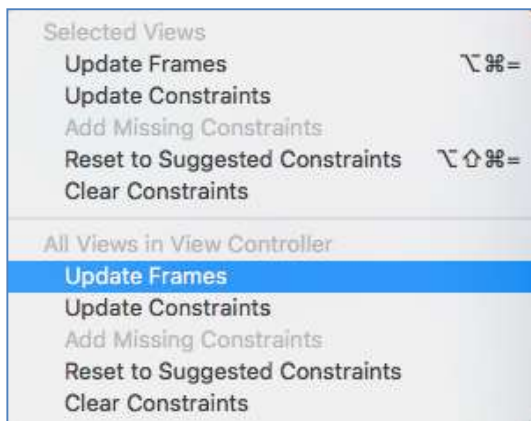 Selected Views
Update Frames ⌥⌘=
Update Constraints
Add Missing Constraints
Reset to Suggested Constraints ⌥⇧⌘=
Clear Constraints
All Views in View Controller
Update Frames
Update Constraints
Add Missing Constraints
Reset to Suggested Constraints
Clear Constraints